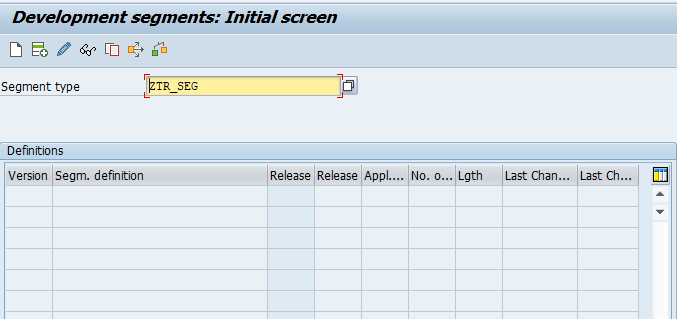 Development segments: Initial screen
Segment type ZTR_SEG
Definitions
Version Segm. definition Release Release Appl.... No. o... Lgth Last Chan... Last Ch...